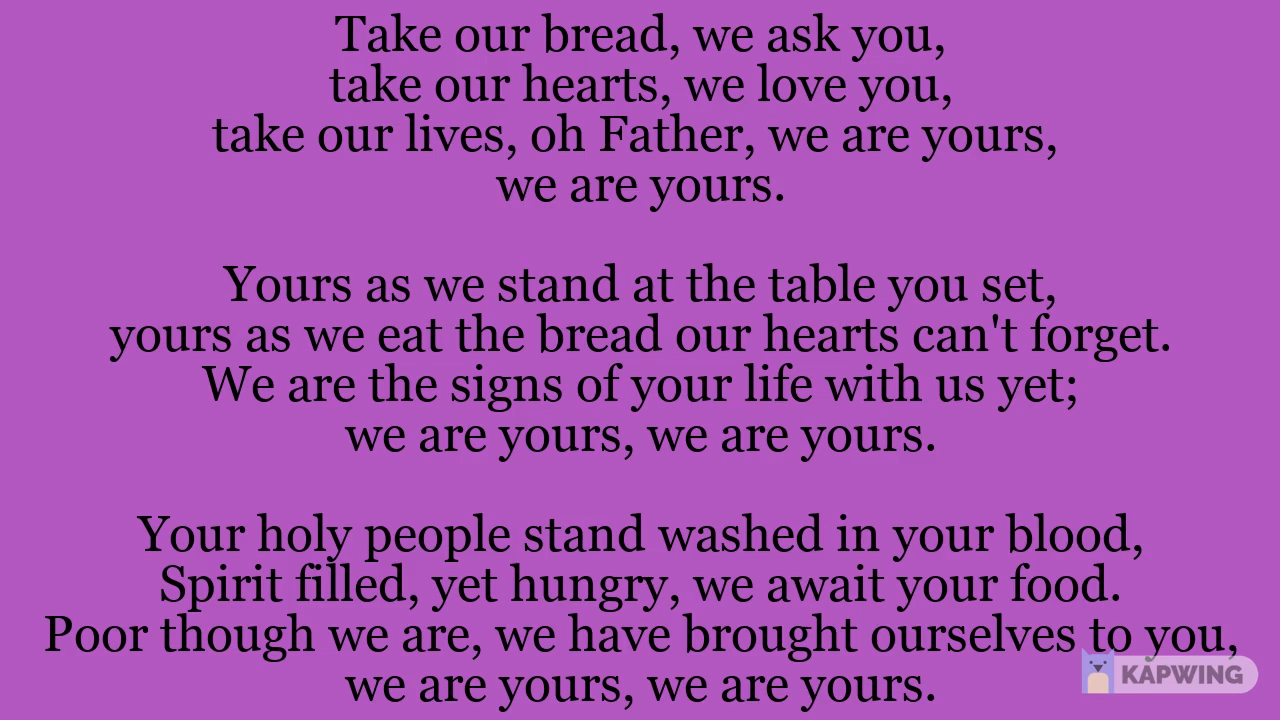 Take our bread, we ask you,
take our hearts, we love you,
take our lives, oh Father, we are yours,
we are yours.
Yours as we stand at the table you set,
yours as we eat the bread our hearts can't forget.
We are the signs of your life with us yet;
we are yours, we are yours.
Your holy people stand washed in your blood,
Spirit filled, yet hungry, we await your food.
Poor though we are, we have brought ourselves to you,
we are yours, we are yours.
KAPWING